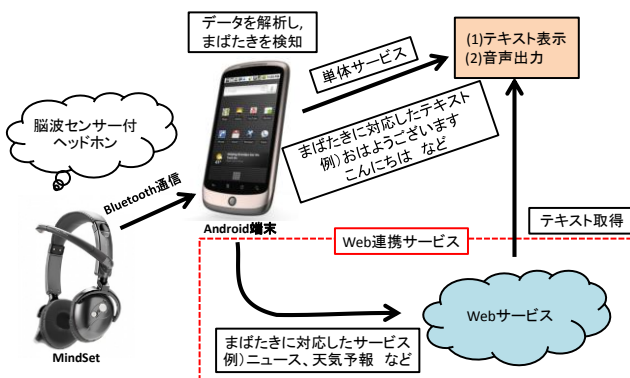 データを解析し,
まばたきを検知
(1)テキスト表示
(2)音声出力
単体サービス
脳波センサー付
ヘッドホン
まばたきに対応したテキスト
例)おはようございます
こんにちは など
Bluetooth通信
Android端末
テキスト取得
Web連携サービス
Webサービス
まばたきに対応したサービス
例)ニュース、天気予報 など
MindSet